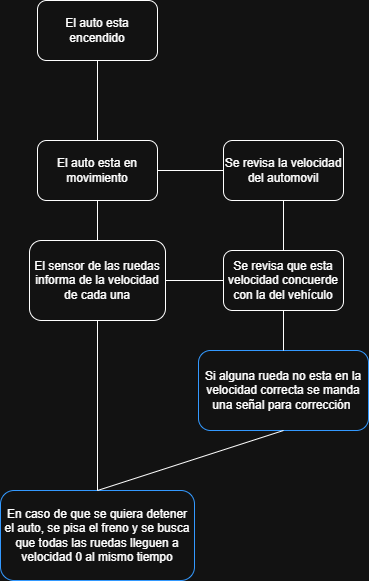 El auto esta
encendido
El auto esta en
movimiento
Se revisa la velocidad
del automovil
El sensor de las ruedas
informa de la velocidad
de cada una
Se revisa que esta
velocidad concuerde
con la del vehículo
Si alguna rueda no esta en la
velocidad correcta se manda
una señal para corrección
En caso de que se quiera detener
el auto, se pisa el freno y se busca
que todas las ruedas lleguen a
velocidad 0 al mismo tiempo